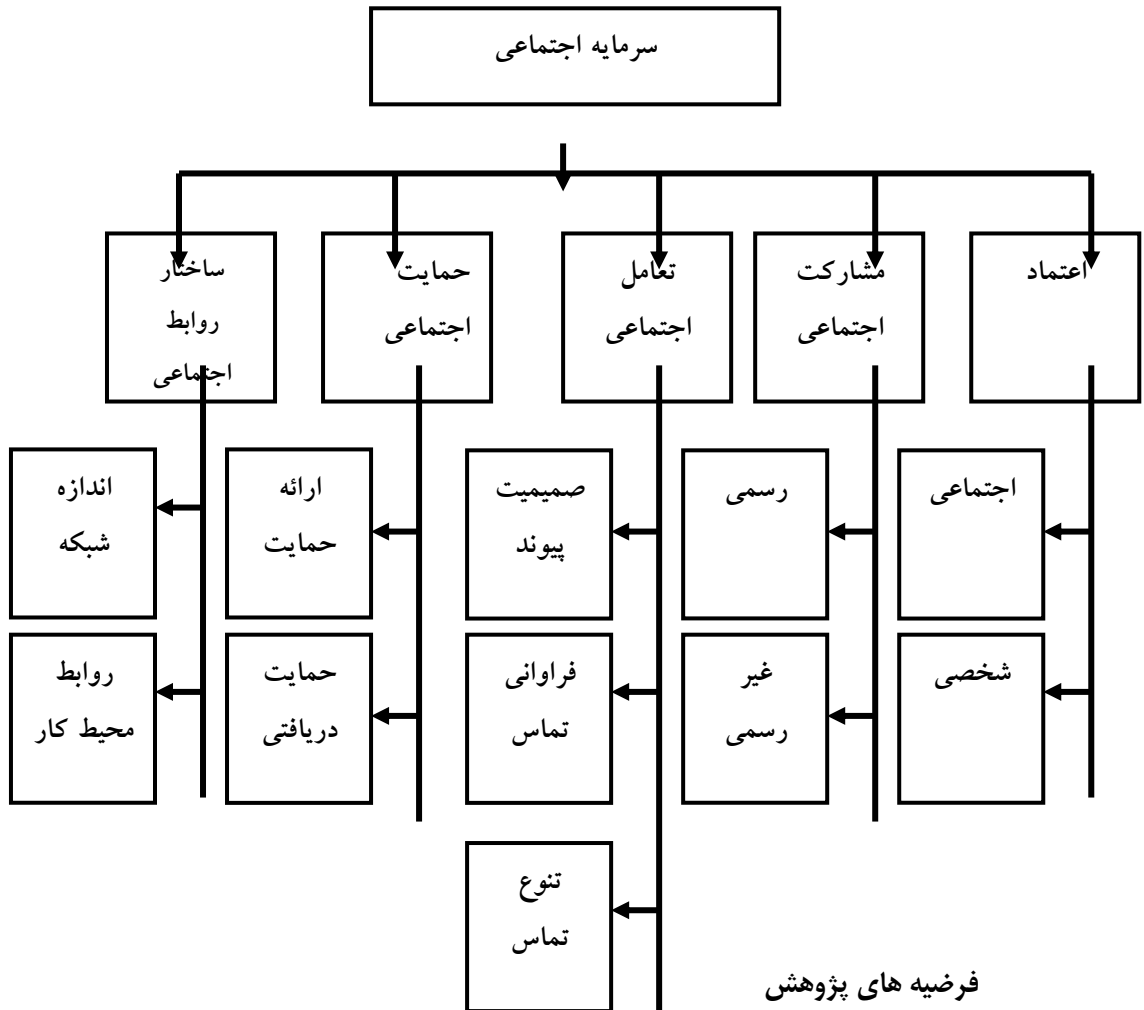 سرمایه اجتماعی
اعتماد
مشارکت
اجتماعی
تعامل
اجتماعی
حمایت
اجتماعی
ساختار
روابط
اجتماعی
اجتماعی
رسمی
صمیمیت
پیوند
ارائه
حمایت
اندازه
شبکه
شخصی
غیر
رسمی
فراوانی
تماس
حمایت
دریافتی
روابط
محیط کار
تنوع
تماس
فرضیه های پژوهش